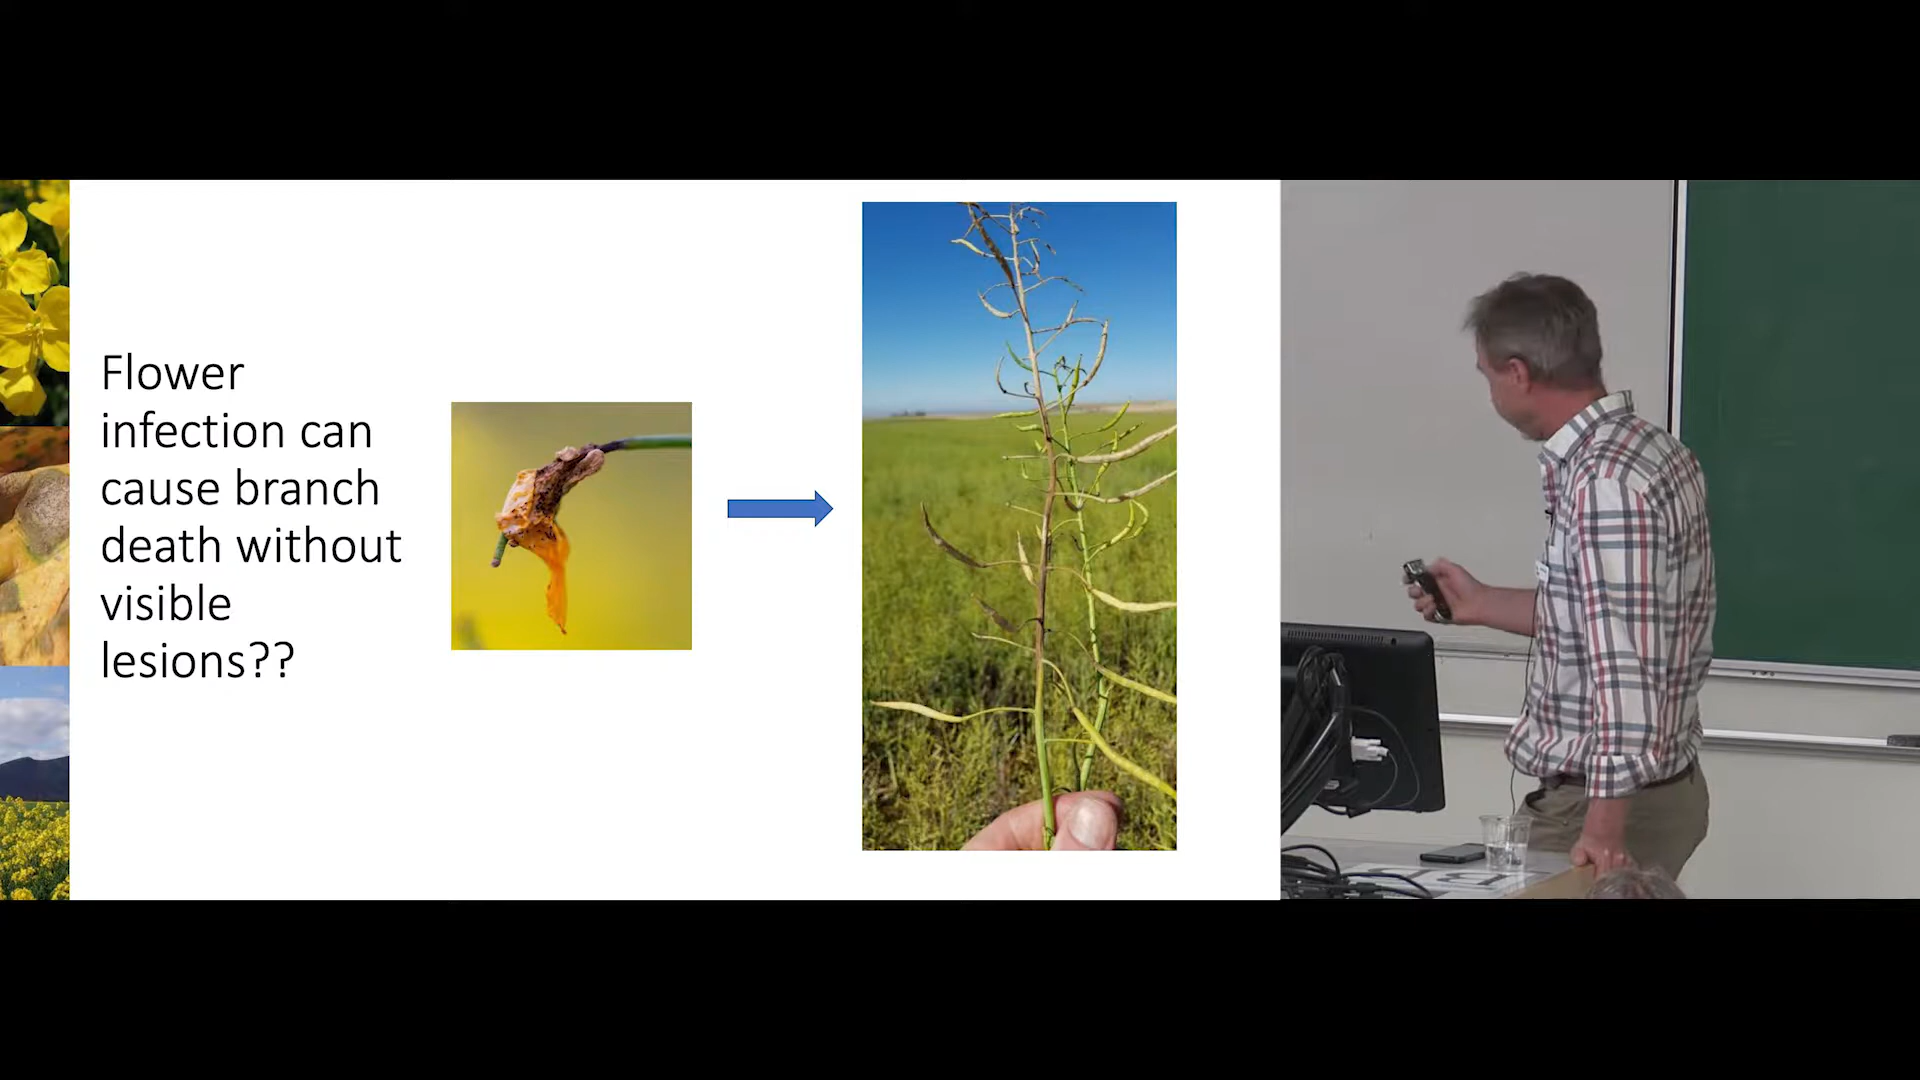 Flower
infection can
cause branch
death without
visible
lesions??